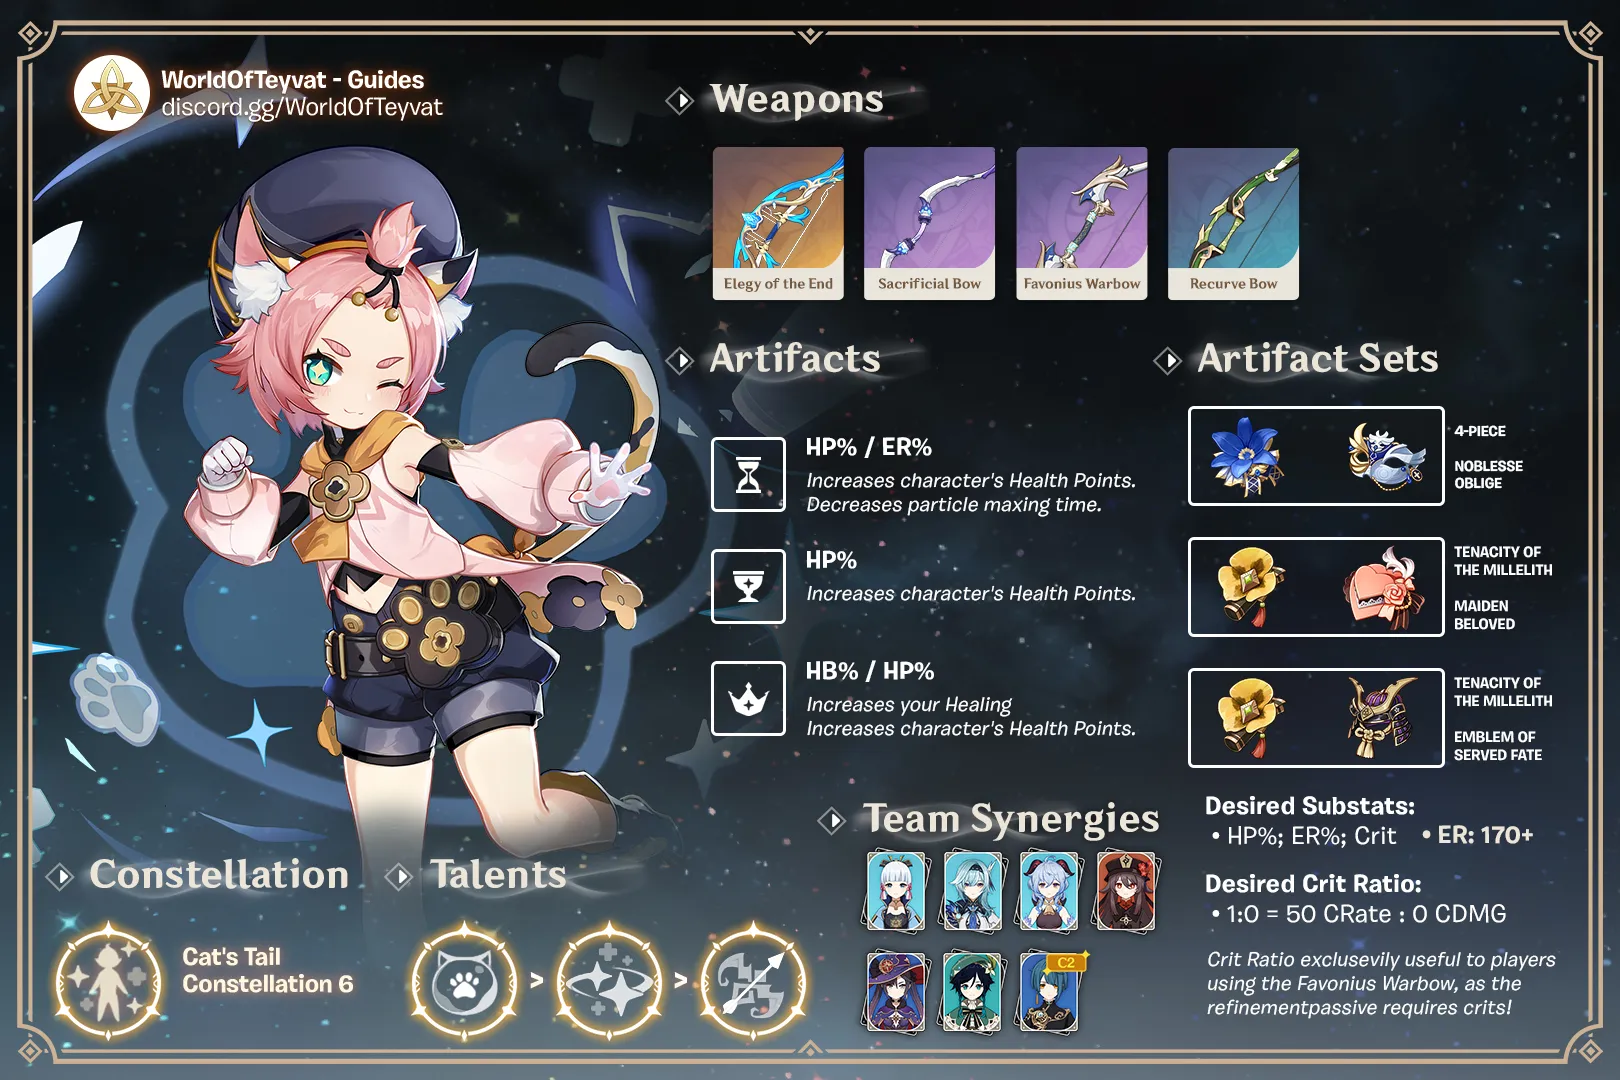 WorldOfTeyvat - Guides
discord.gg/WorldOfTeyvat
Weapons
Elegy of the End
Sacrificial Bow
Favonius Warbow
Recurve Bow
Artifacts
HP% / ER%
Increases character's Health Points.
Decreases particle maxing time.
HP%
Increases character's Health Points.
HB% / HP%
Increases your Healing
Increases character's Health Points.
Artifact Sets
4-PIECE
NOBLESSE
OBLIGE
TENACITY OF
THE MILLELITH
MAIDEN
BELOVED
TENACITY OF
THE MILLELITH
EMBLEM OF
SERVED FATE
Constellation
Cat's Tail
Constellation 6
Talents
>
>
Team Synergies
C2
Desired Substats:
• HP%; ER%; Crit • ER: 170+
Desired Crit Ratio:
• 1:0 = 50 CRate : 0 CDMG
Crit Ratio exclusevily useful to players
using the Favonius Warbow, as the
refinementpassive requires crits!